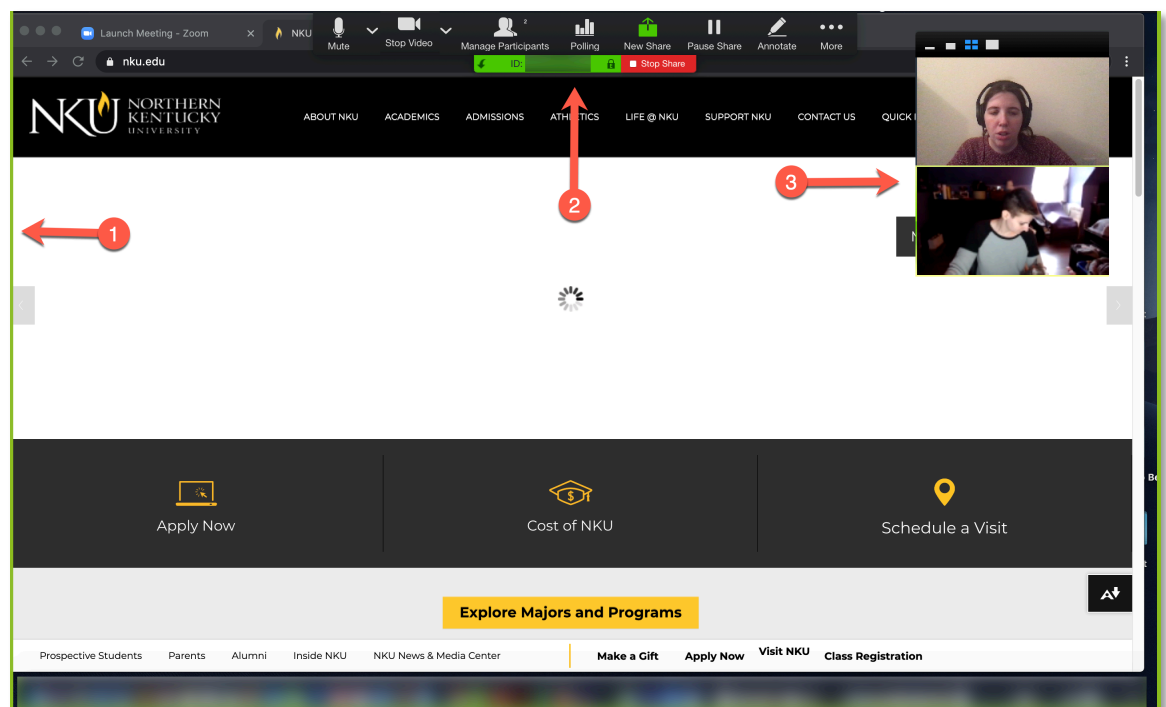 Launch Meeting - Zoom
NKU
2
Mute
Stop Video
Manage Participants
Polling
New Share
Pause Share
Annotate
More
nku.edu
ID:
Stop Share
NKU NORTHERN
KENTUCKY
UNIVERSITY
ABOUT NKU
ACADEMICS
ADMISSIONS
ATHLETICS
LIFE @ NKU
SUPPORT NKU
CONTACT US
QUICK
1
2
3
N
Apply Now
Cost of NKU
Schedule a Visit
Be
t
A
Explore Majors and Programs
Prospective Students
Parents
Alumni
Inside NKU
NKU News & Media Center
Make a Gift
Apply Now
Visit NKU
Class Registration